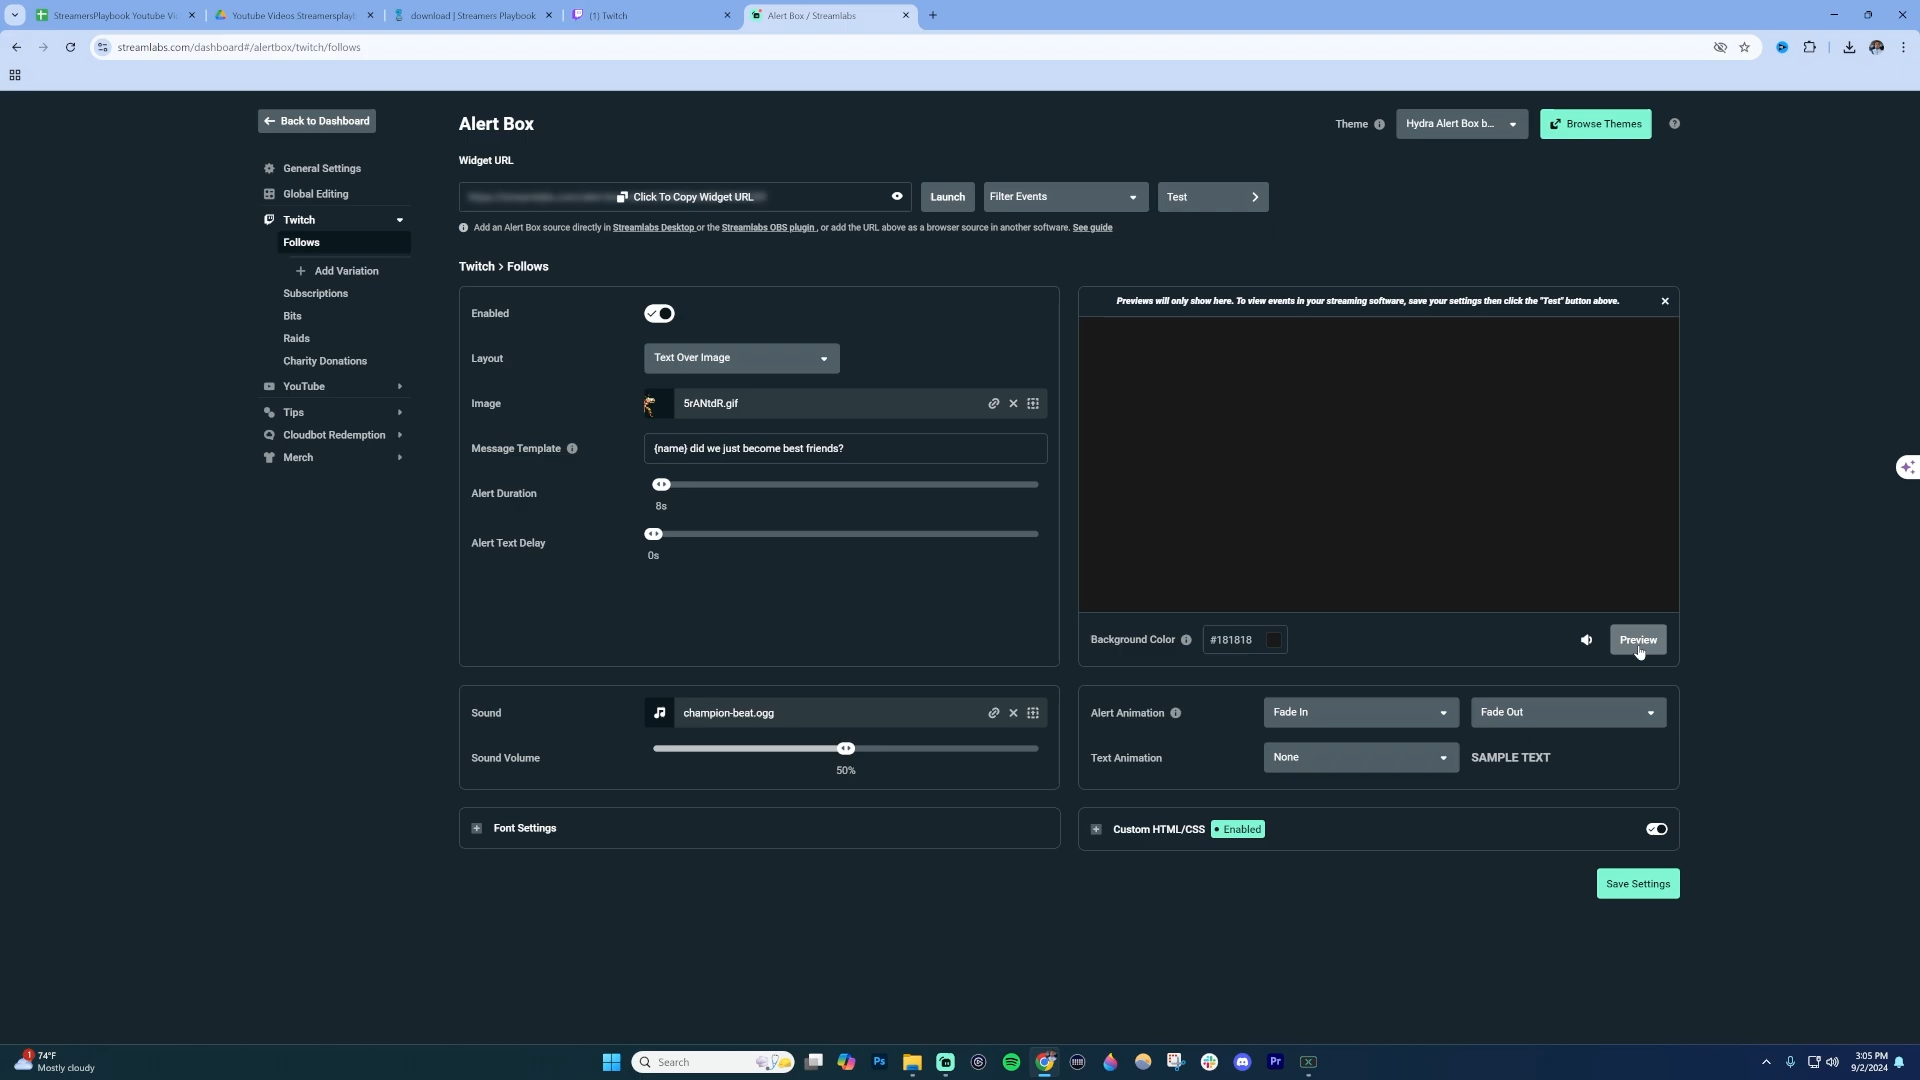 StreamersPlaybook Youtube Vi
Youtube Videos Streamersplay
download | Streamers Playbook
(1) Twitch
Alert Box / Streamlabs
streamlabs.com/dashboard#/alertbox/twitch/follows
Back to Dashboard
Alert Box
Theme
Hydra Alert Box b...
Browse Themes
Widget URL
General Settings
Global Editing
Click To Copy Widget URL
Launch
Filter Events
Test
Twitch
Add an Alert Box source directly in Streamlabs Desktop or the Streamlabs OBS plugin , or add the URL above as a browser source in another software. See guide
Follows
Twitch > Follows
Add Variation
Subscriptions
Bits
Raids
Charity Donations
YouTube
Tips
Cloudbot Redemption
Merch
Enabled
Layout
Text Over Image
Image
5rANtdR.gif
Message Template
{name} did we just become best friends?
Alert Duration
8s
Alert Text Delay
0s
Previews will only show here. To view events in your streaming software, save your settings then click the "Test" button above.
Background Color
#181818
Preview
Sound
champion-beat.ogg
Sound Volume
50%
Alert Animation
Fade In
Fade Out
Text Animation
None
SAMPLE TEXT
Font Settings
Custom HTML/CSS
Enabled
Save Settings
1
74°F
Mostly cloudy
Search
Ps
Pr
3:05 PM
9/2/2024